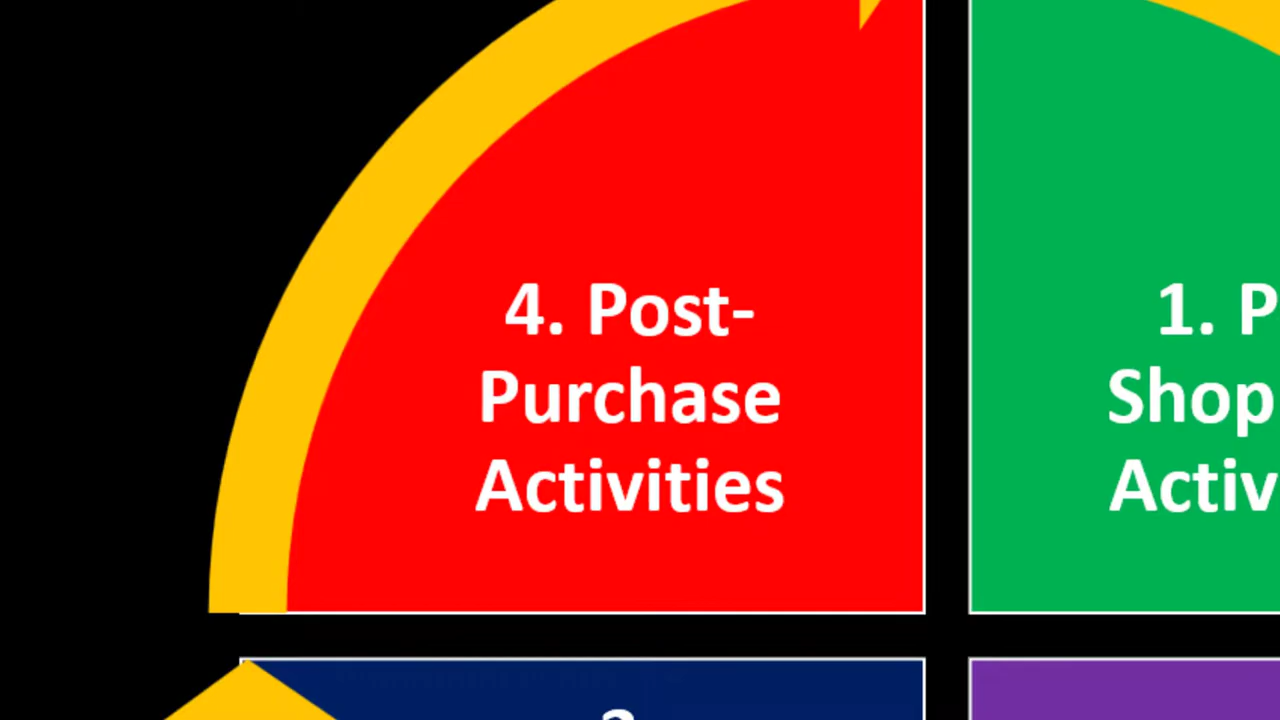 4. Post-
Purchase
Activities
1. P
Shop
Activ